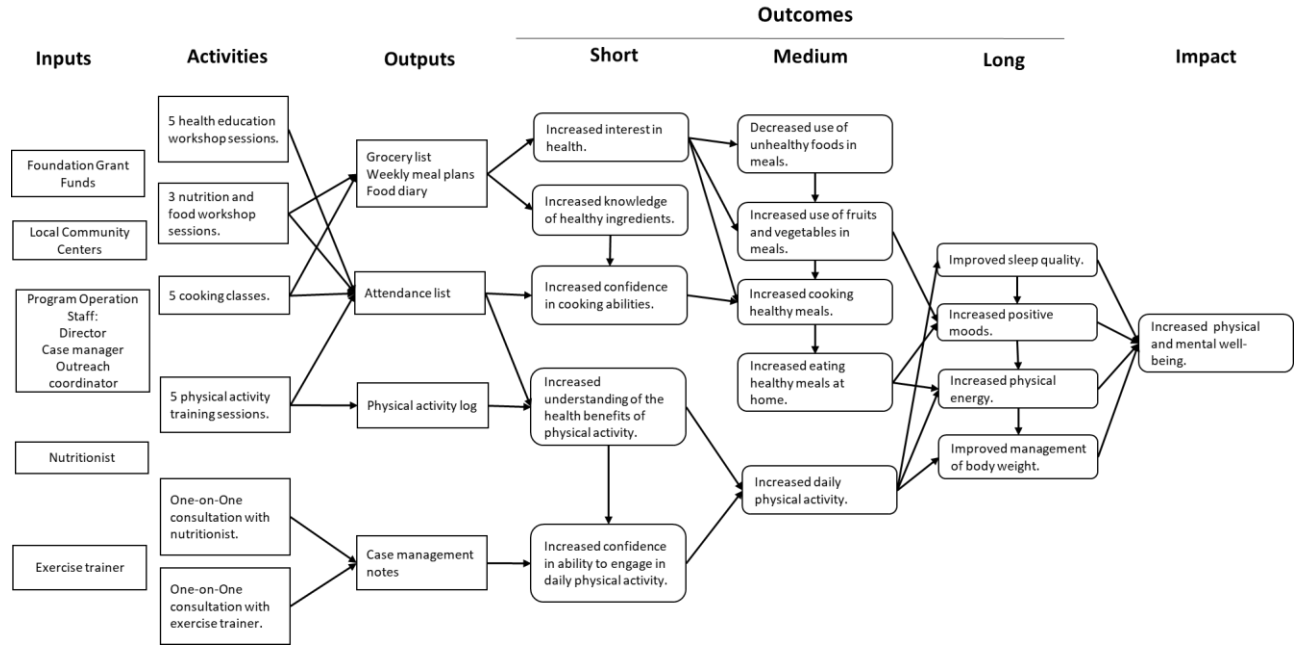 Outcomes
Inputs
Activities
Outputs
Short
Medium
Long
Impact
Foundation Grant
Funds
Local Community
Centers
Program Operation
Staff:
Director
Case manager
Outreach
coordinator
Nutritionist
Exercise trainer
5 health education
workshop sessions.
3 nutrition and
food workshop
sessions.
5 cooking classes.
5 physical activity
training sessions.
One-on-One
consultation with
nutritionist.
One-on-One
consultation with
exercise trainer.
Grocery list
Weekly meal plans
Food diary
Attendance list
Physical activity log
Case management
notes
Increased interest in
health.
Increased knowledge
of healthy ingredients.
Increased confidence
in cooking abilities.
Increased
understanding of the
health benefits of
physical activity.
Increased confidence
in ability to engage in
daily physical activity.
Decreased use of
unhealthy foods in
meals.
Increased use of fruits
and vegetables in
meals.
Increased cooking
healthy meals.
Increased eating
healthy meals at
home.
Increased daily
physical activity.
Improved sleep quality.
Increased positive
moods.
Increased physical
energy.
Improved management
of body weight.
Increased physical
and mental well-
being.